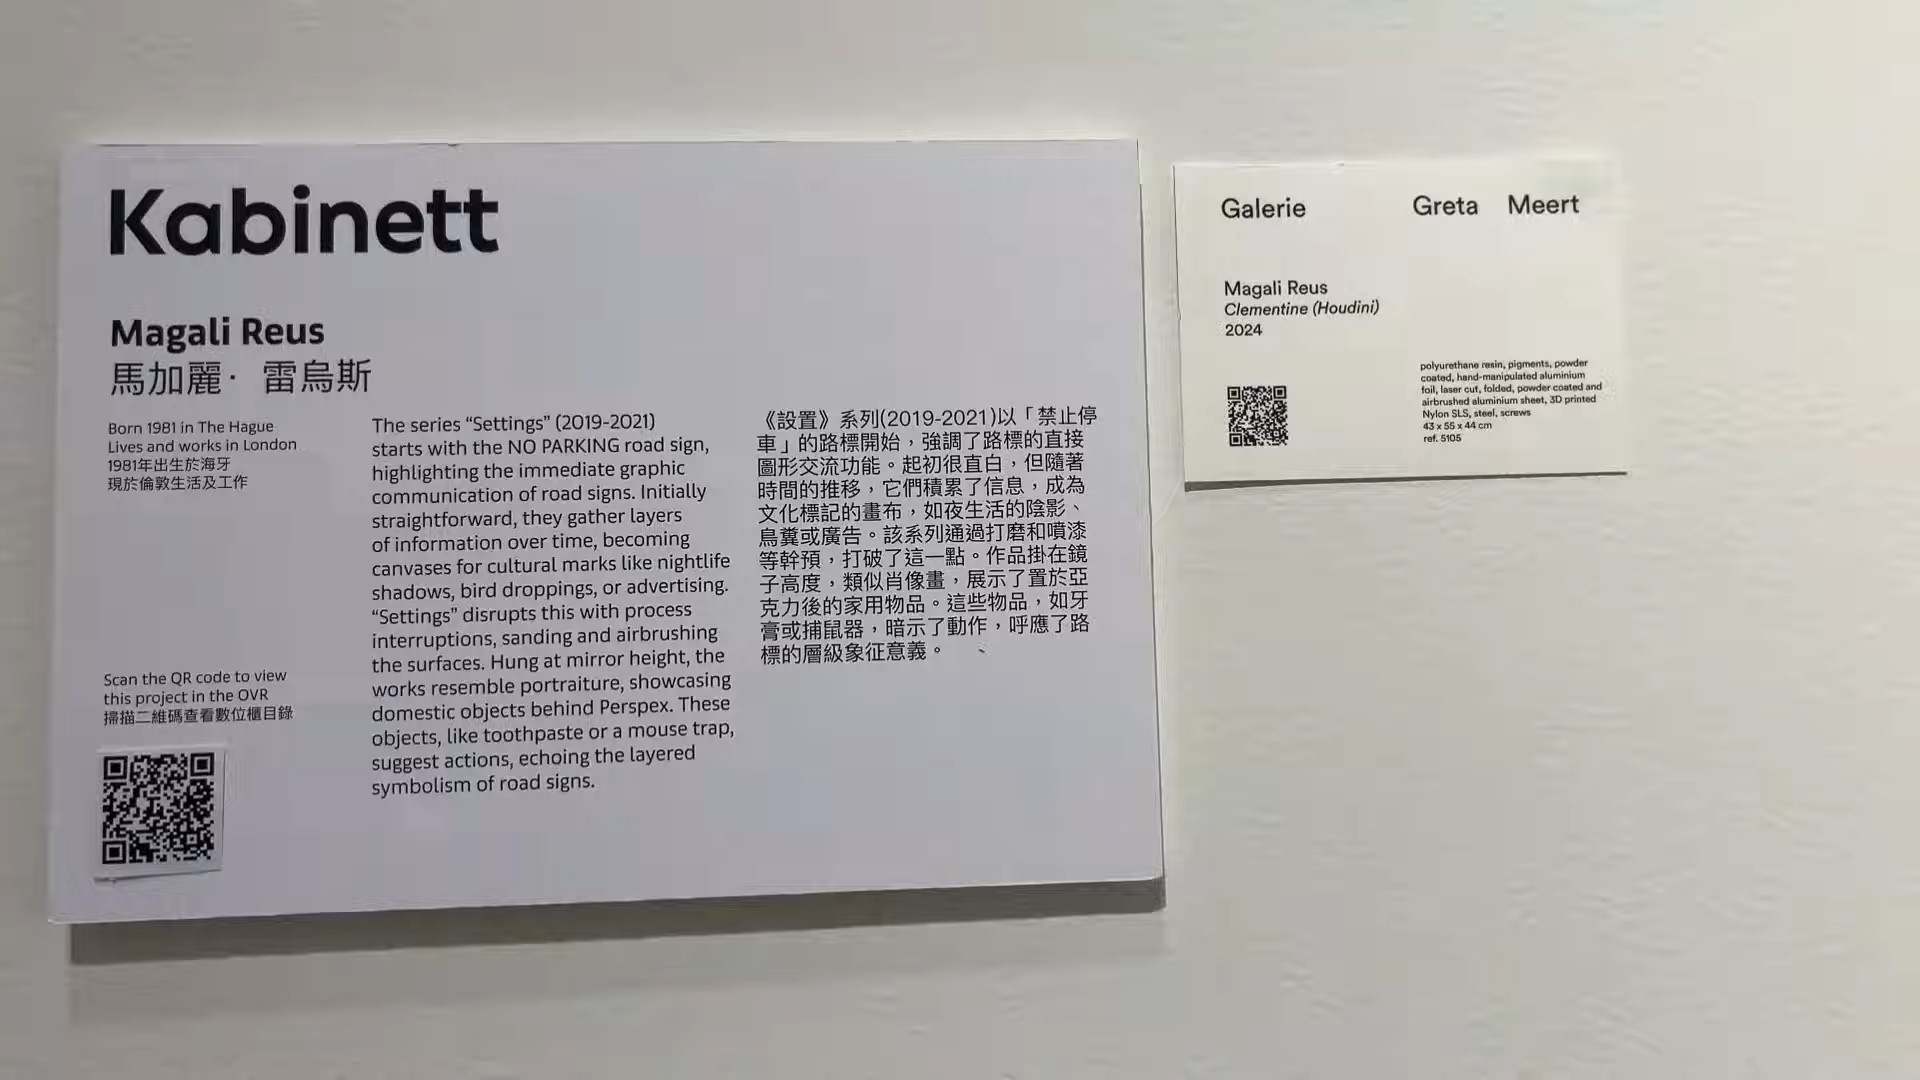 Kabinett
Magali Reus
馬加麗· 雷烏斯
Born 1981 in The Hague
Lives and works in London
1981年出生於海牙
現於倫敦生活及工作
Scan the QR code to view
this project in the OVR
掃描二維碼查看數位櫃目錄
The series “Settings” (2019-2021)
starts with the NO PARKING road sign,
highlighting the immediate graphic
communication of road signs. Initially
straightforward, they gather layers
of information over time, becoming
canvases for cultural marks like nightlife
shadows, bird droppings, or advertising.
“Settings” disrupts this with process
interruptions, sanding and airbrushing
the surfaces. Hung at mirror height, the
works resemble portraiture, showcasing
domestic objects behind Perspex. These
objects, like toothpaste or a mouse trap,
suggest actions, echoing the layered
symbolism of road signs.
《設置》系列(2019-2021)以「禁止停
車」的路標開始，強調了路標的直接
圖形交流功能。起初很直白，但隨著
時間的推移，它們積累了信息，成為
文化標記的畫布，如夜生活的陰影、
鳥糞或廣告。該系列通過打磨和噴漆
等幹預，打破了這一點。作品掛在鏡
子高度，類似肖像畫，展示了置於亞
克力後的家用物品。這些物品，如牙
膏或捕鼠器，暗示了動作，呼應了路
標的層級象征意義。 、
Galerie Greta Meert
Magali Reus
Clementine (Houdini)
2024
polyurethane resin, pigments, powder
coated, hand-manipulated aluminium
foil, laser cut, folded, powder coated and
airbrushed aluminium sheet, 3D printed
Nylon SLS, steel, screws
43 x 55 x 44 cm
ref. 5105